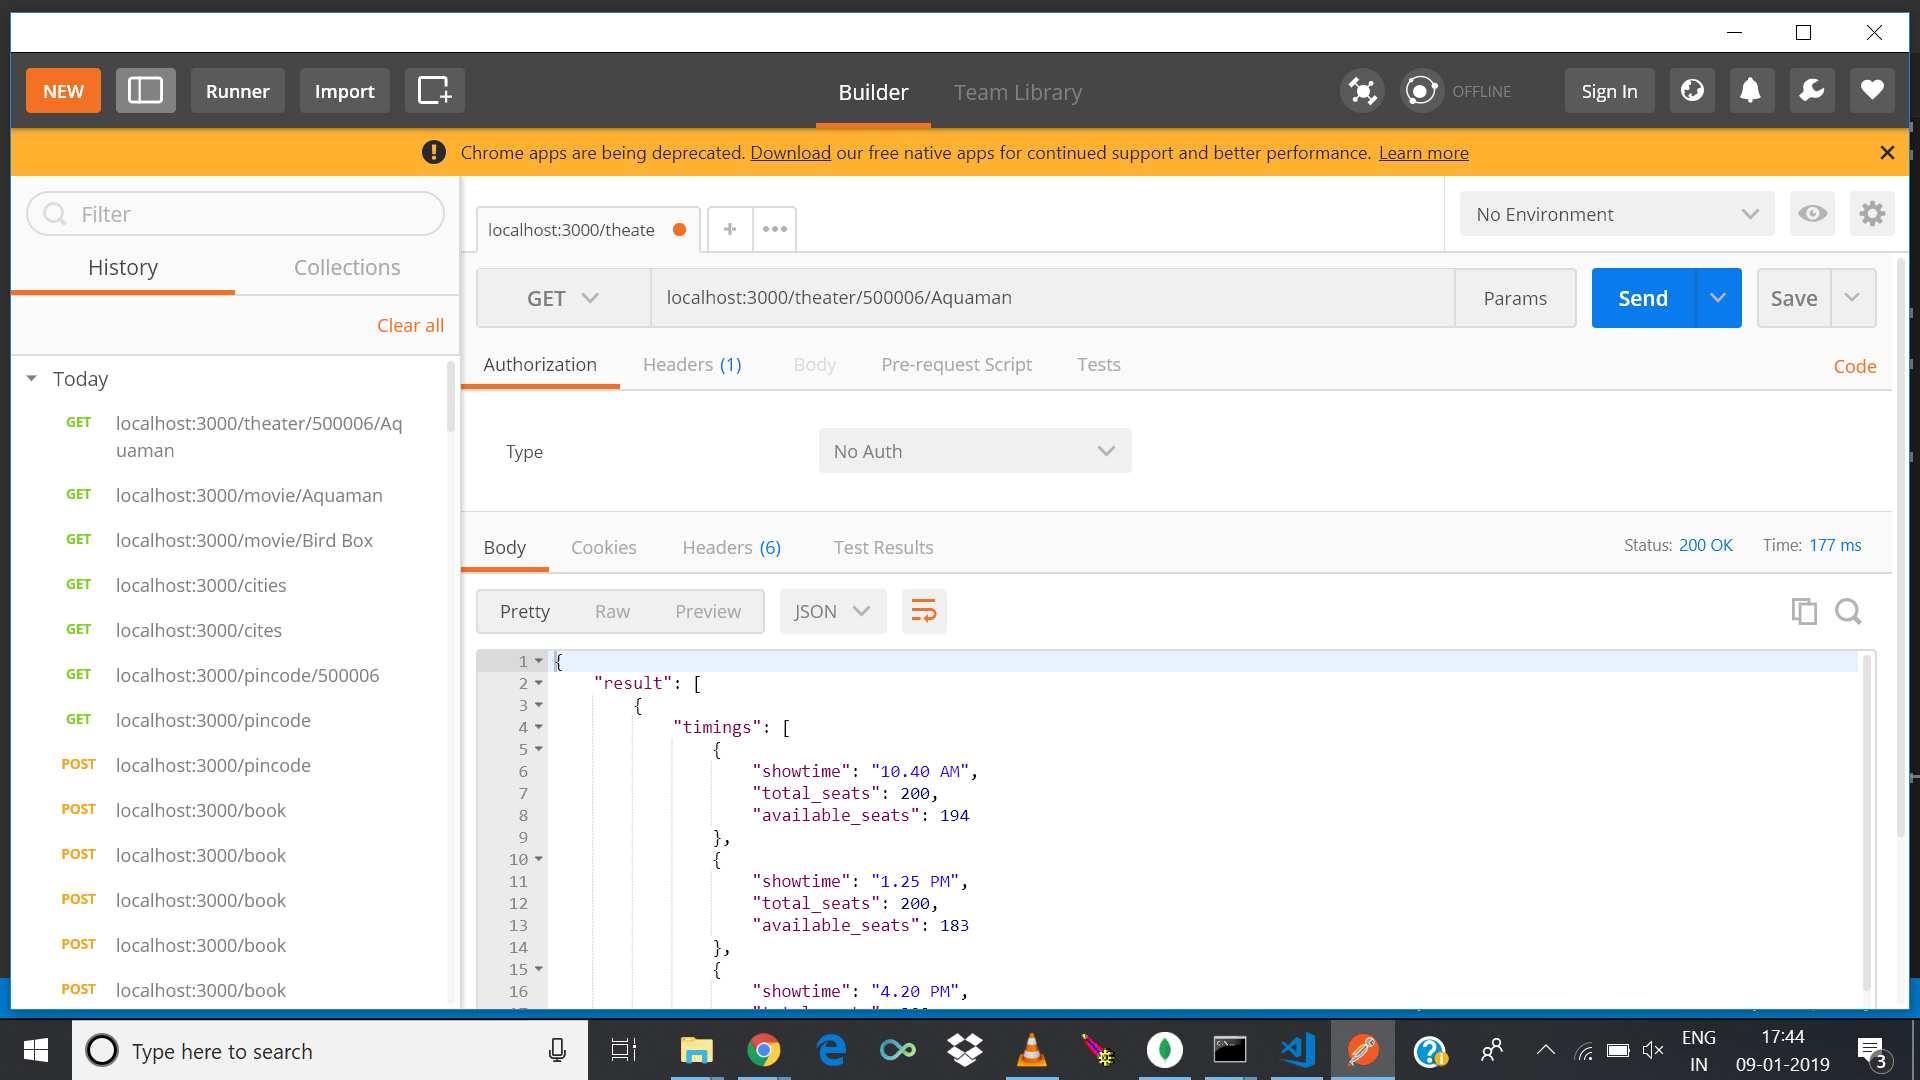 NEW
Runner
Import
Builder
Team Library
OFFLINE
Sign In
Chrome apps are being deprecated. Download our free native apps for continued support and better performance. Learn more
Filter
History
Collections
Clear all
Today
GET localhost:3000/theater/500006/Aq
uaman
GET localhost:3000/movie/Aquaman
GET localhost:3000/movie/Bird Box
GET localhost:3000/cities
GET localhost:3000/cites
GET localhost:3000/pincode/500006
GET localhost:3000/pincode
POST localhost:3000/pincode
POST localhost:3000/book
POST localhost:3000/book
POST localhost:3000/book
POST localhost:3000/book
POST localhost:3000/book
localhost:3000/theate
No Environment
GET
localhost:3000/theater/500006/Aquaman
Params
Send
Save
Authorization
Headers (1)
Body
Pre-request Script
Tests
Code
Type
No Auth
Body
Cookies
Headers (6)
Test Results
Status: 200 OK
Time: 177 ms
Pretty
Raw
Preview
JSON
1 {
2 "result": [
3 {
4 "timings": [
5 {
6 "showtime": "10.40 AM",
7 "total_seats": 200,
8 "available_seats": 194
9 },
10 {
11 "showtime": "1.25 PM",
12 "total_seats": 200,
13 "available_seats": 183
14 },
15 {
16 "showtime": "4.20 PM",
Type here to search
ENG
IN
17:44
09-01-2019
3